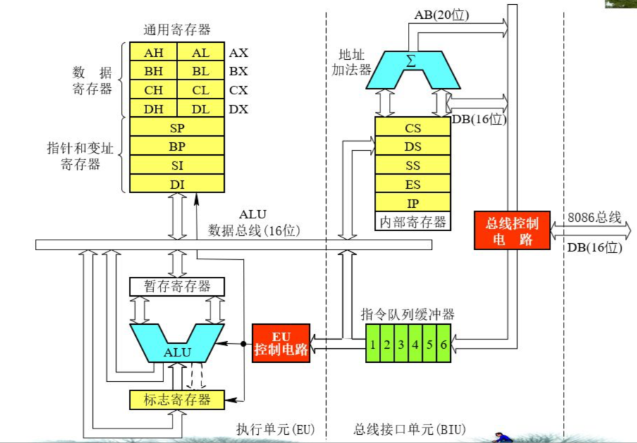 通用寄存器
AH AL AX
BH BL BX
CH CL CX
DH DL DX
数 据
寄存器
SP
BP
SI
DI
指针和变址
寄存器
ALU
数据总线(16位)
暂存寄存器
ALU
标志寄存器
EU
控制电路
执行单元(EU)
AB(20位)
地址
加法器
Σ
DB(16位)
CS
DS
SS
ES
IP
内部寄存器
指令队列缓冲器
1 2 3 4 5 6
总线接口单元(BIU)
总线控制
电 路
8086总线
DB(16位)